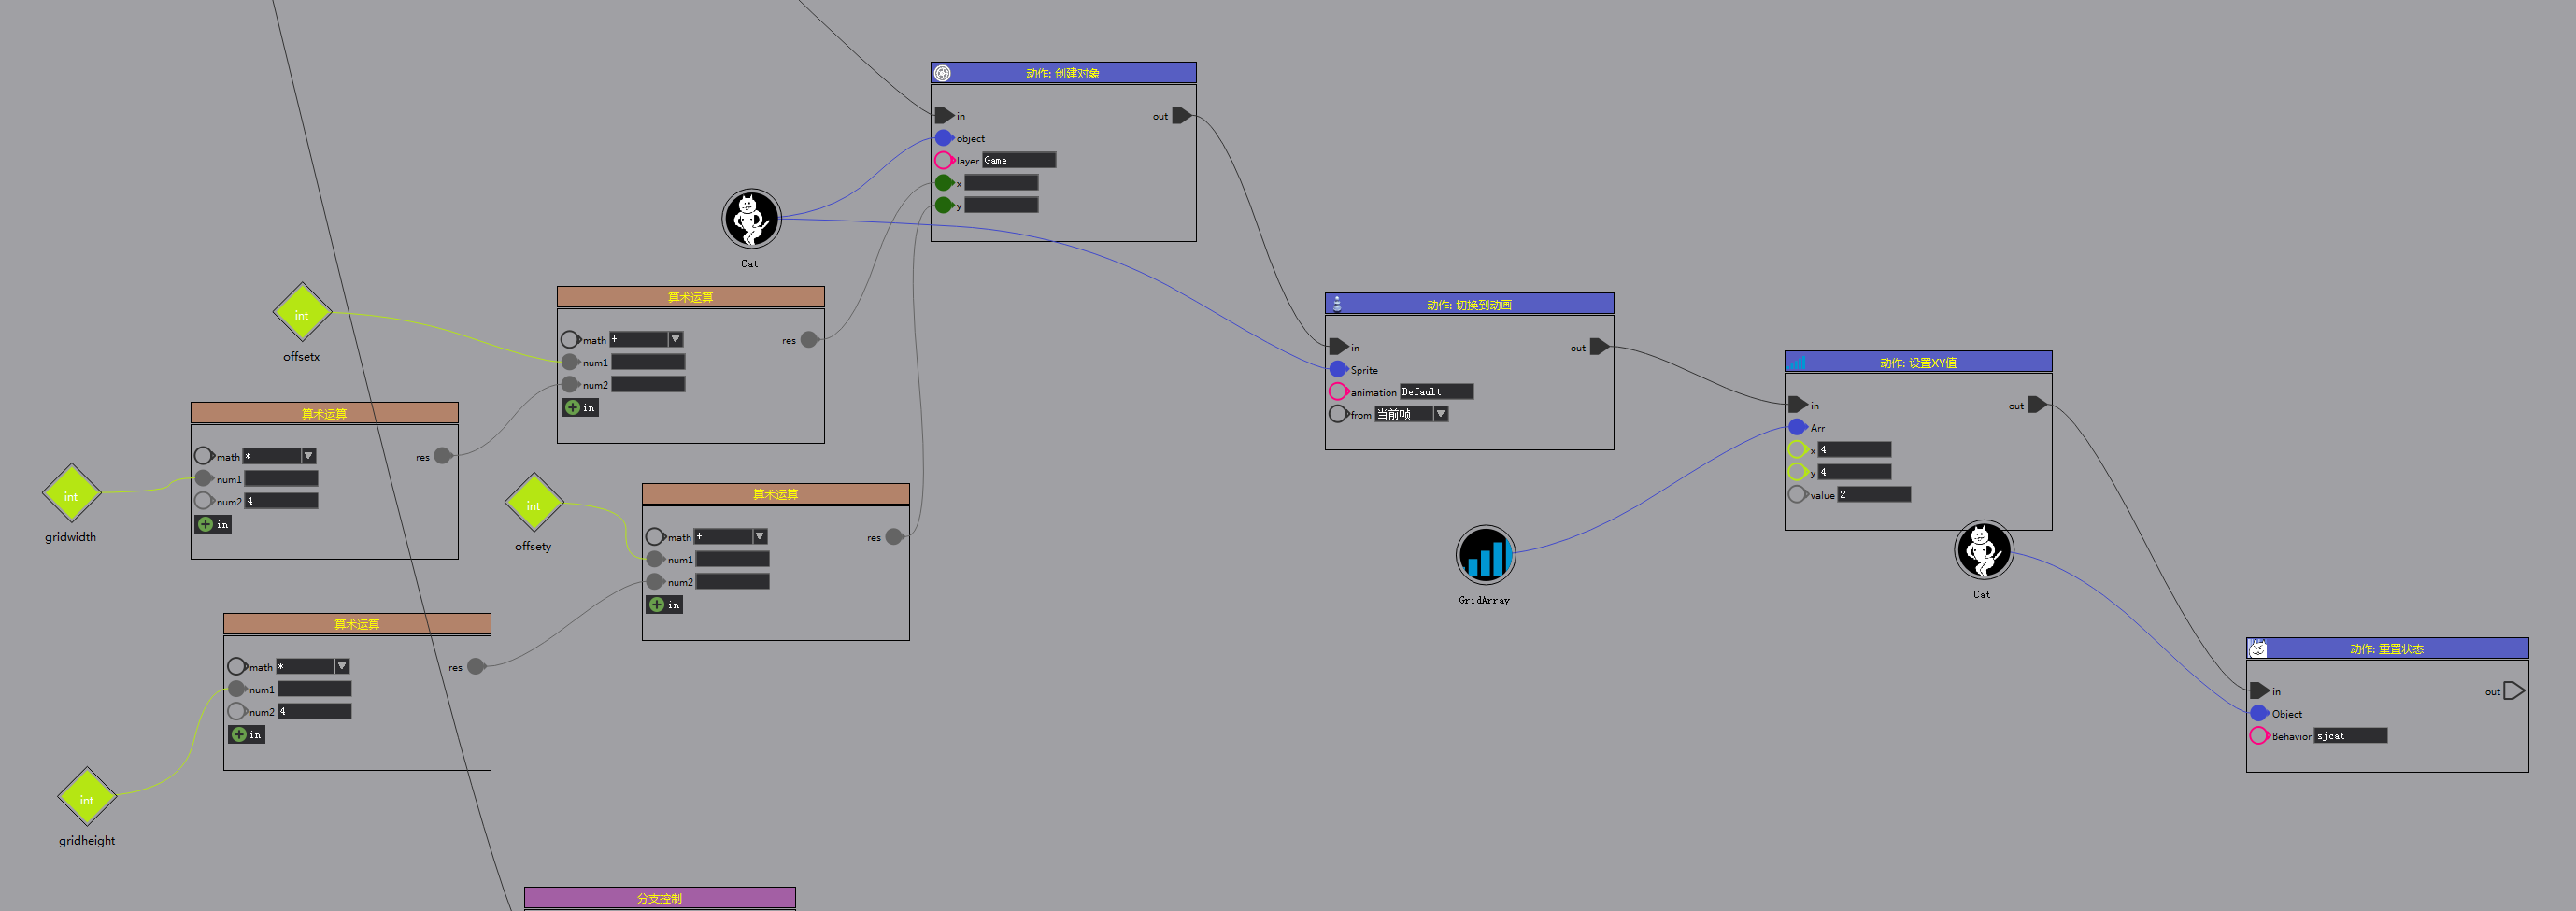 动作: 创建对象
in
out
object
layer Game
x
y
Cat
int
offsetx
算术运算
math +
res
num1
num2
in
动作: 切换到动画
in
out
Sprite
animation Default
from 当前帧
动作: 设置XY值
in
out
Arr
x 4
y 4
value 2
算术运算
math *
res
num1
num2 4
in
int
gridwidth
int
offsety
算术运算
math +
res
num1
num2
in
GridArray
Cat
算术运算
math *
res
num1
num2 4
in
int
gridheight
动作: 重置状态
in
out
Object
Behavior sjcat
分支控制